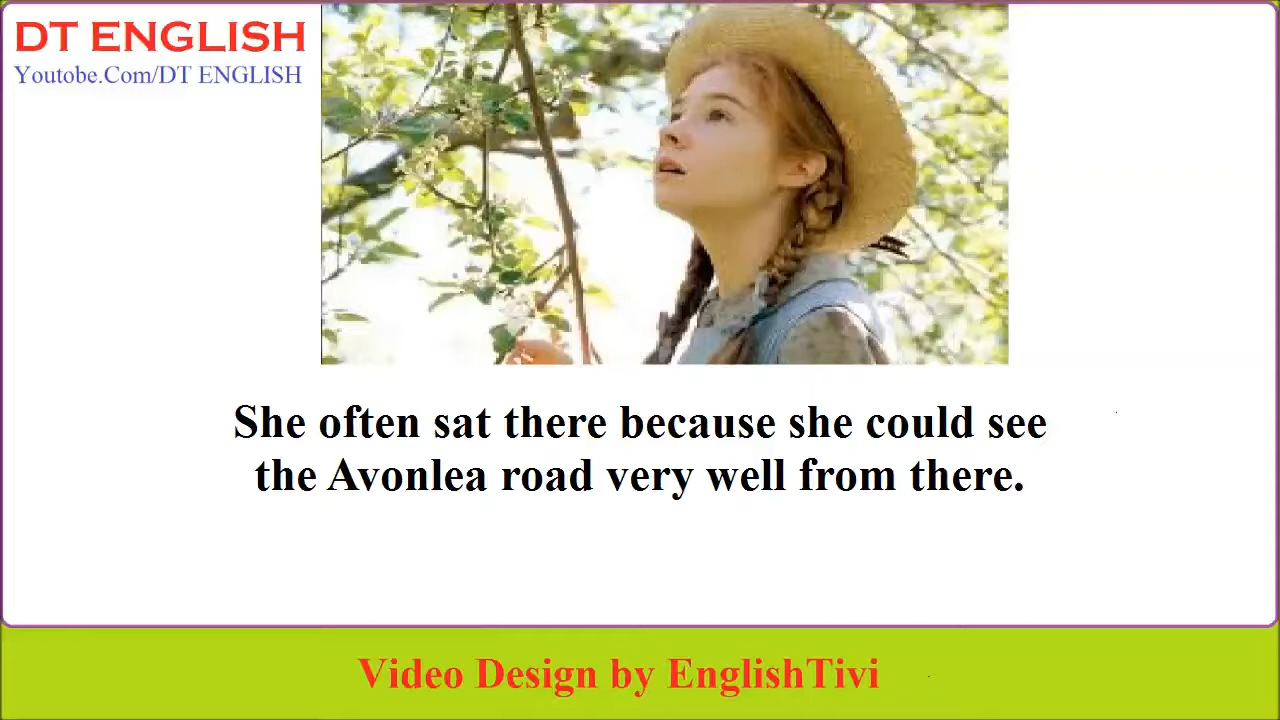 DT ENGLISH
Youtobe.Com/DT ENGLISH
She often sat there because she could see
the Avonlea road very well from there.
Video Design by EnglishTivi